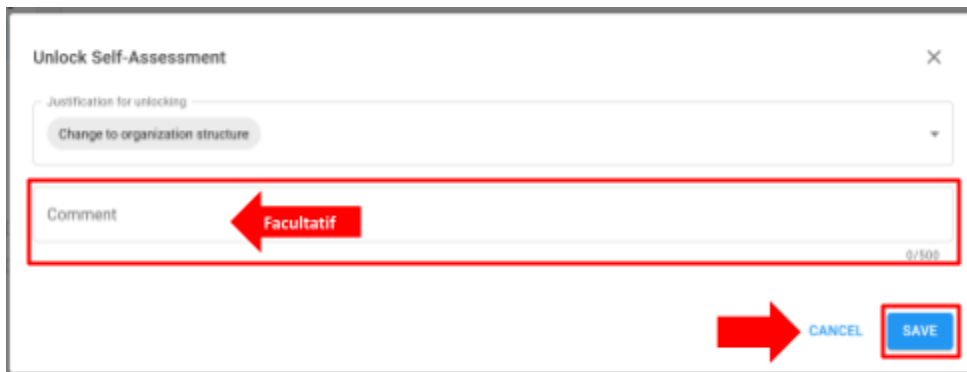 Unlock Self-Assessment
Justification for unlocking
Change to organization structure
Comment
Facultatif
0/500
CANCEL
SAVE